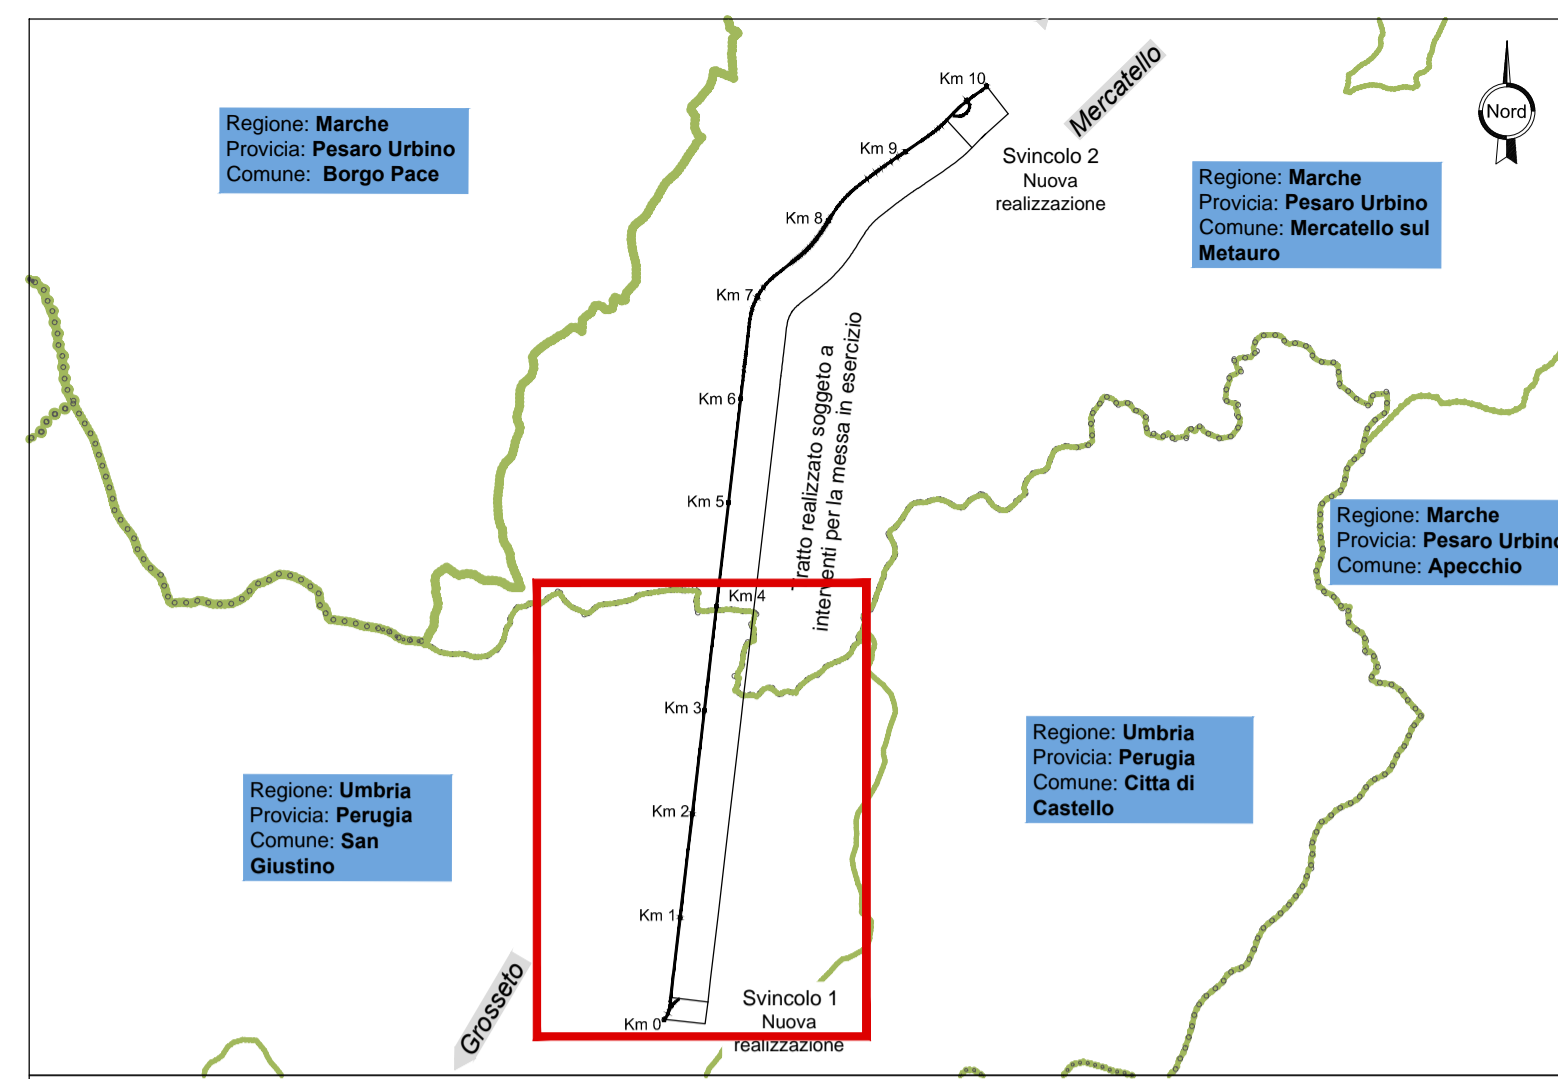 Km 10
Mercatello
Nord
Regione: Marche
Provicia: Pesaro Urbino
Comune: Borgo Pace
Km 9
Svincolo 2
Nuova
realizzazione
Regione: Marche
Provicia: Pesaro Urbino
Comune: Mercatello sul
Metauro
Km 8
Km 7
Km 6
Tratto realizzato soggetto a
interventi per la messa in esercizio
Km 5
Regione: Marche
Provicia: Pesaro Urbino
Comune: Apecchio
Km 4
Km 3
Regione: Umbria
Provicia: Perugia
Comune: Citta di
Castello
Regione: Umbria
Provicia: Perugia
Comune: San
Giustino
Km 2
Km 1
Grosseto
Km 0
Svincolo 1
Nuova
realizzazione